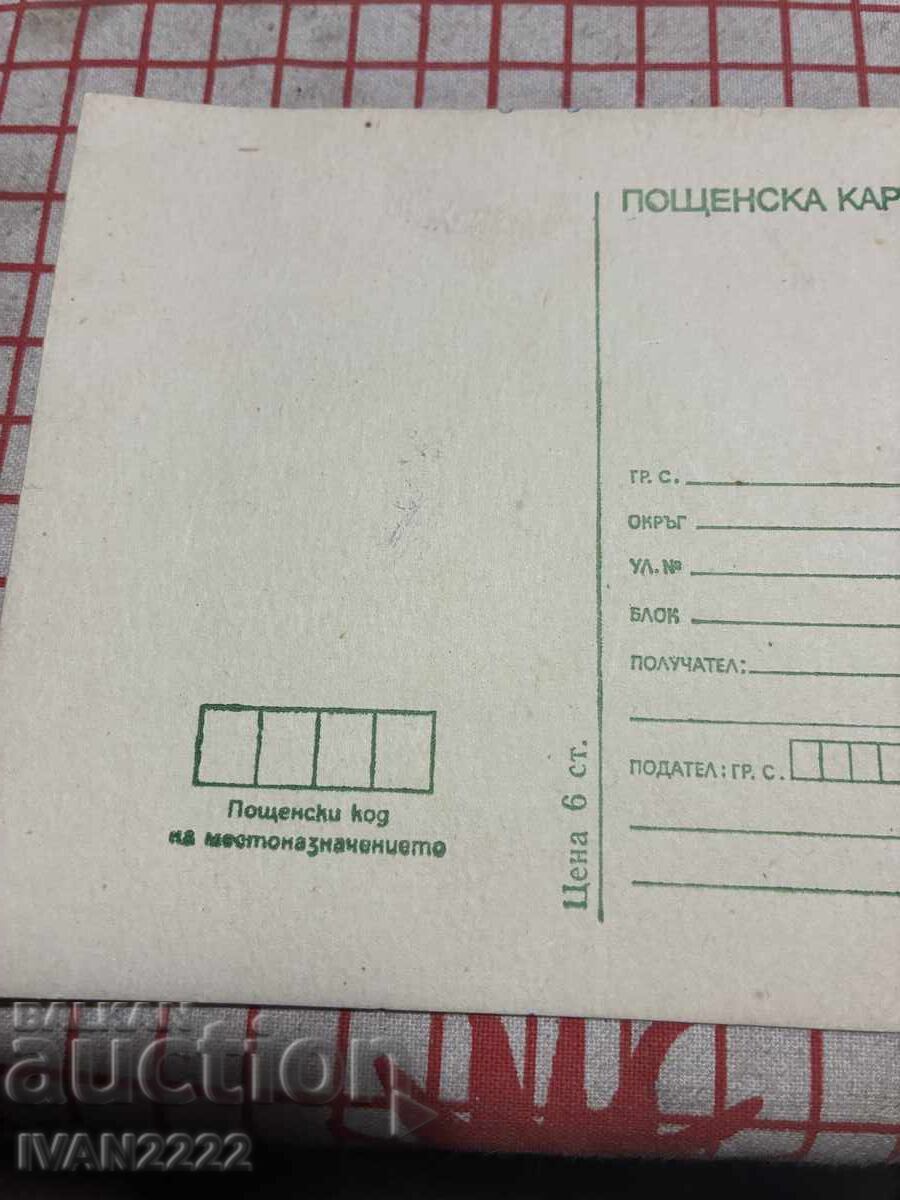 ПОЩЕНСКА КАР
ГР. С.
ОКРЪГ
УЛ. №
БЛОК
ПОЛУЧАТЕЛ:
ПОДАТЕЛ: ГР. С.
Цена 6 ст.
Пощенски код
на местоназначението
BALKAN
auction
IVAN2222